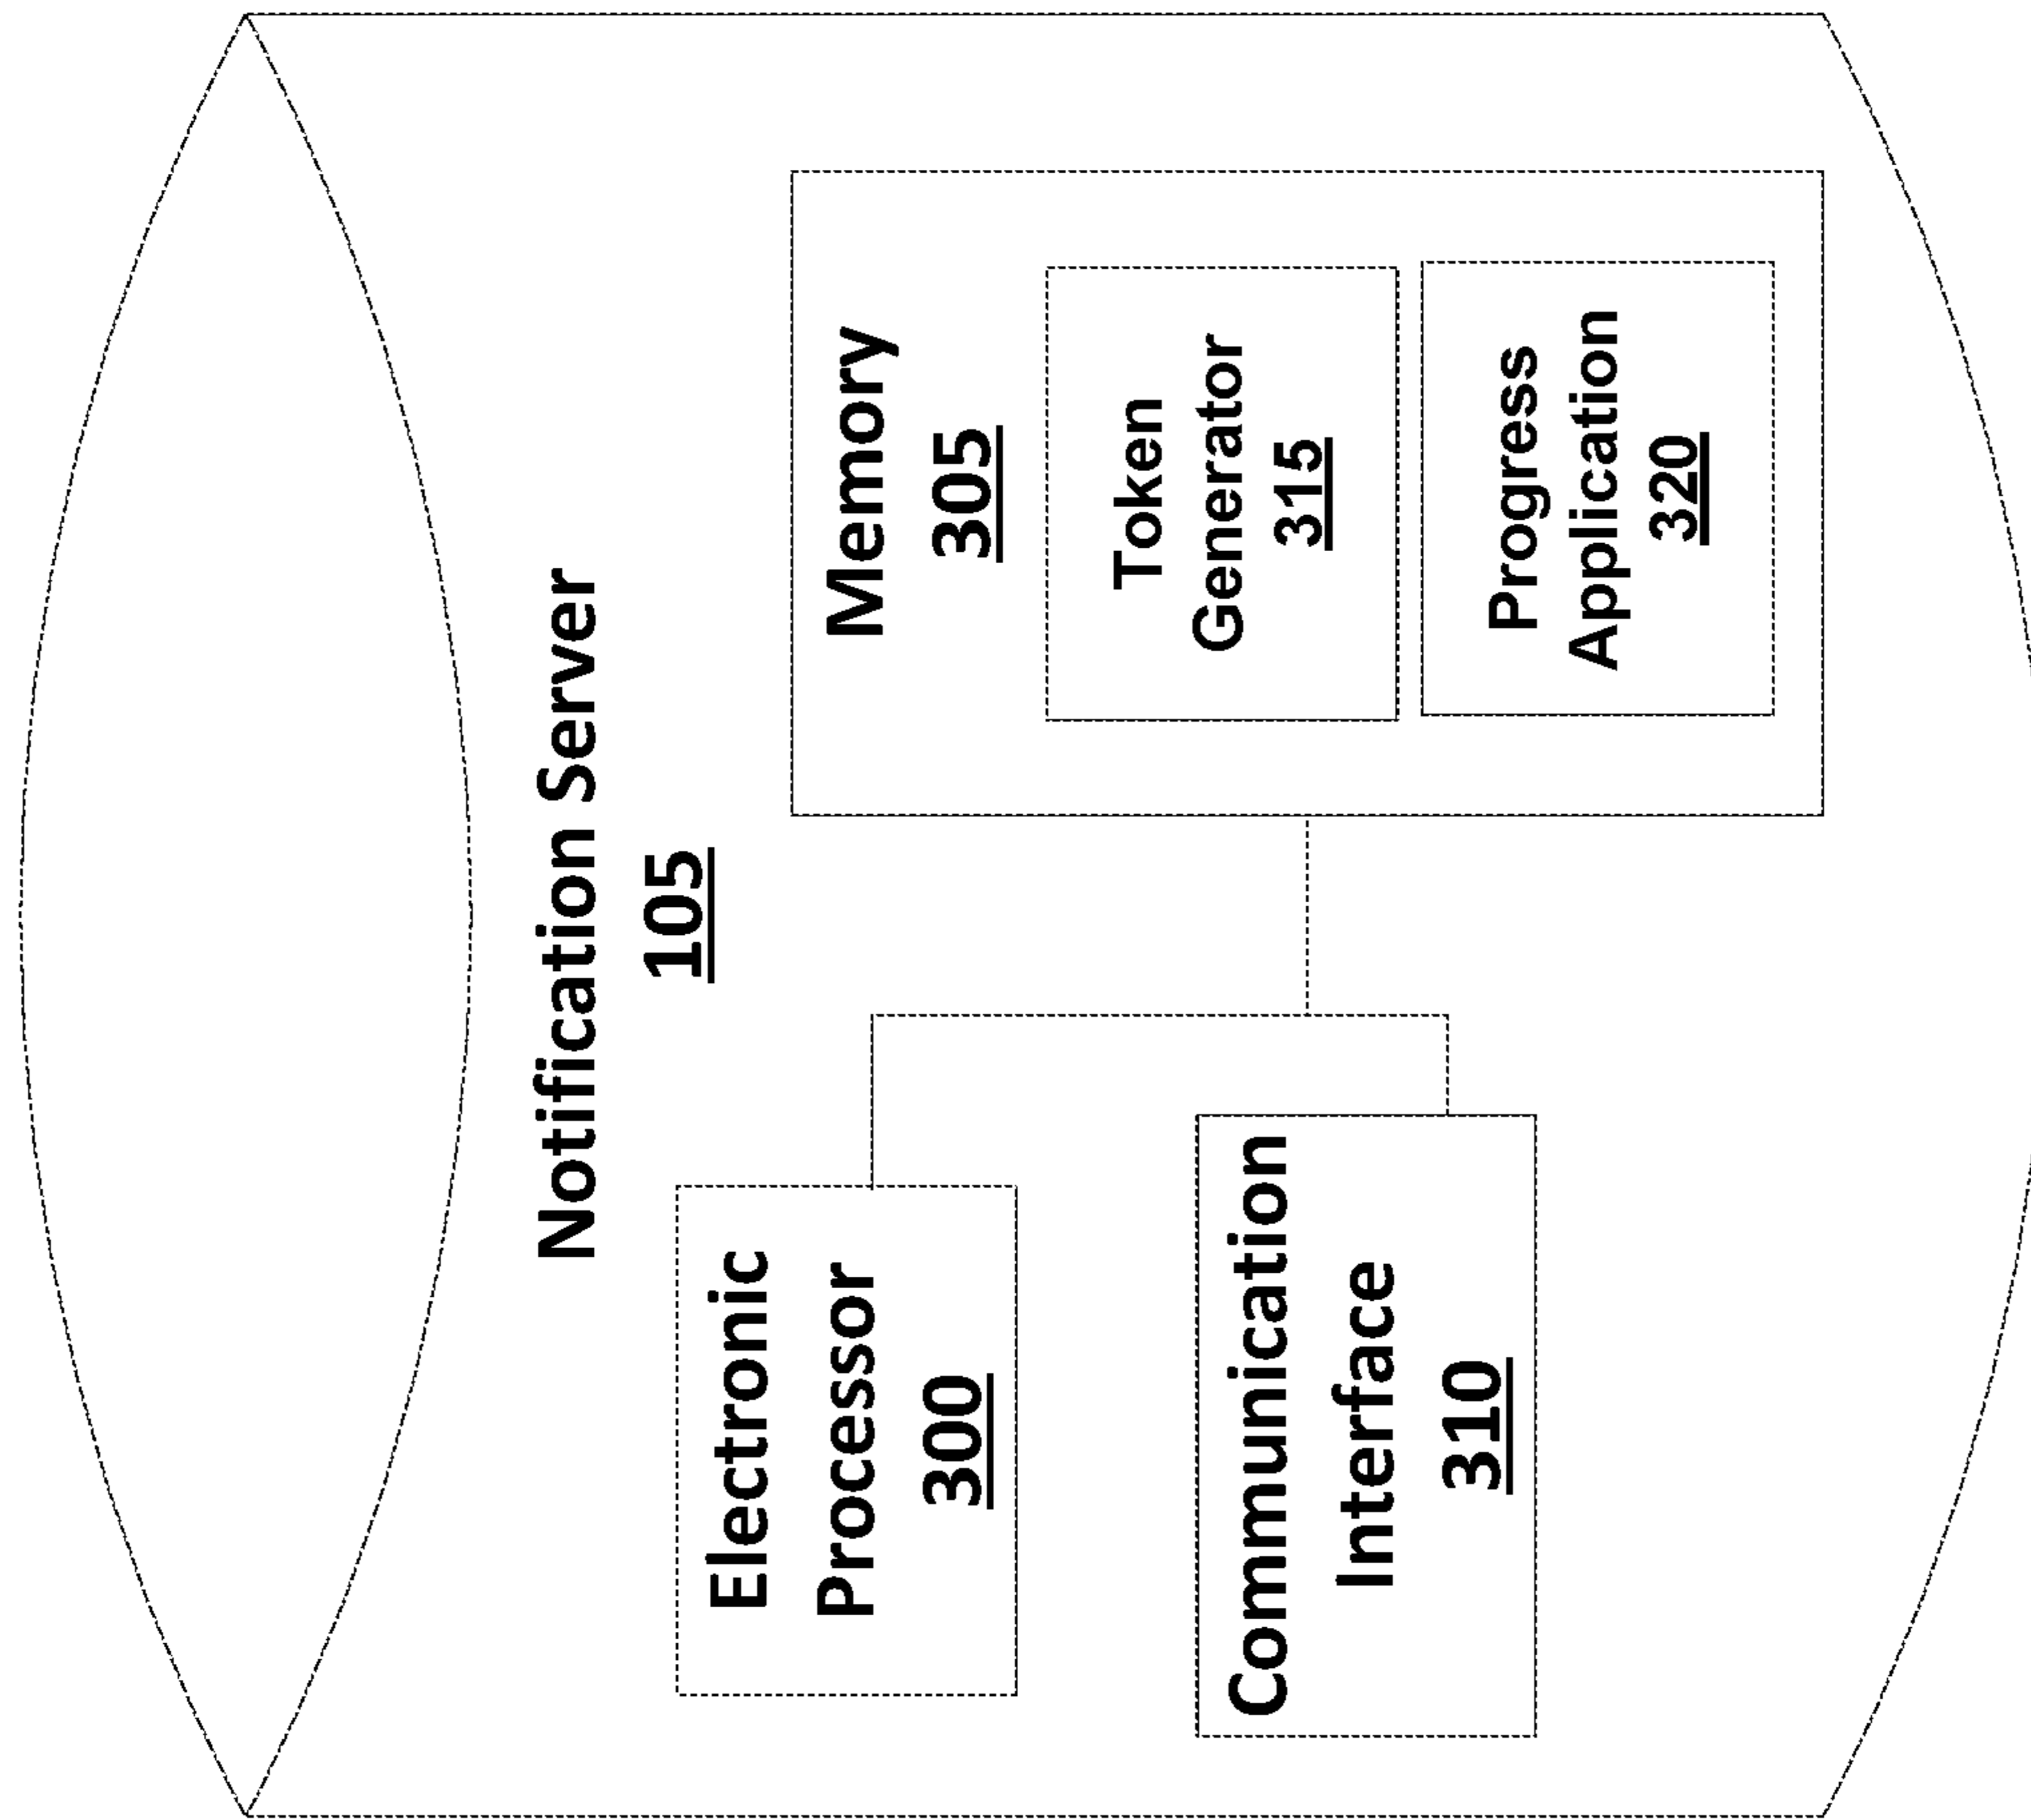 Notification Server
105
Electronic
Processor
300
Communication
Interface
310
Memory
305
Token
Generator
315
Progress
Application
320